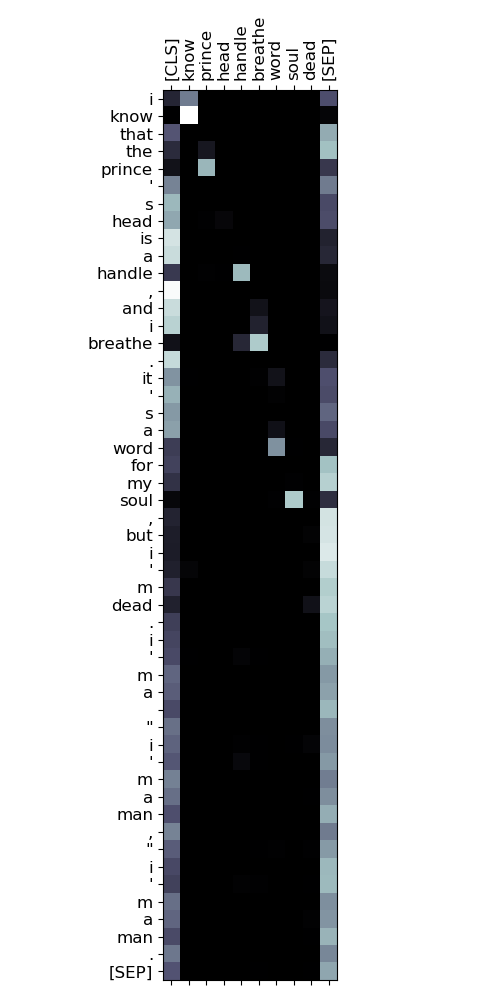 [CLS]
know
prince
head
handle
breathe
word
soul
dead
[SEP]
i
know
that
the
prince
'
s
head
is
a
handle
,
and
i
breathe
.
it
'
s
a
word
for
my
soul
,
but
i
'
m
dead
.
i
'
m
a
"
i
'
m
a
man
,
"
i
'
m
a
man
.
[SEP]